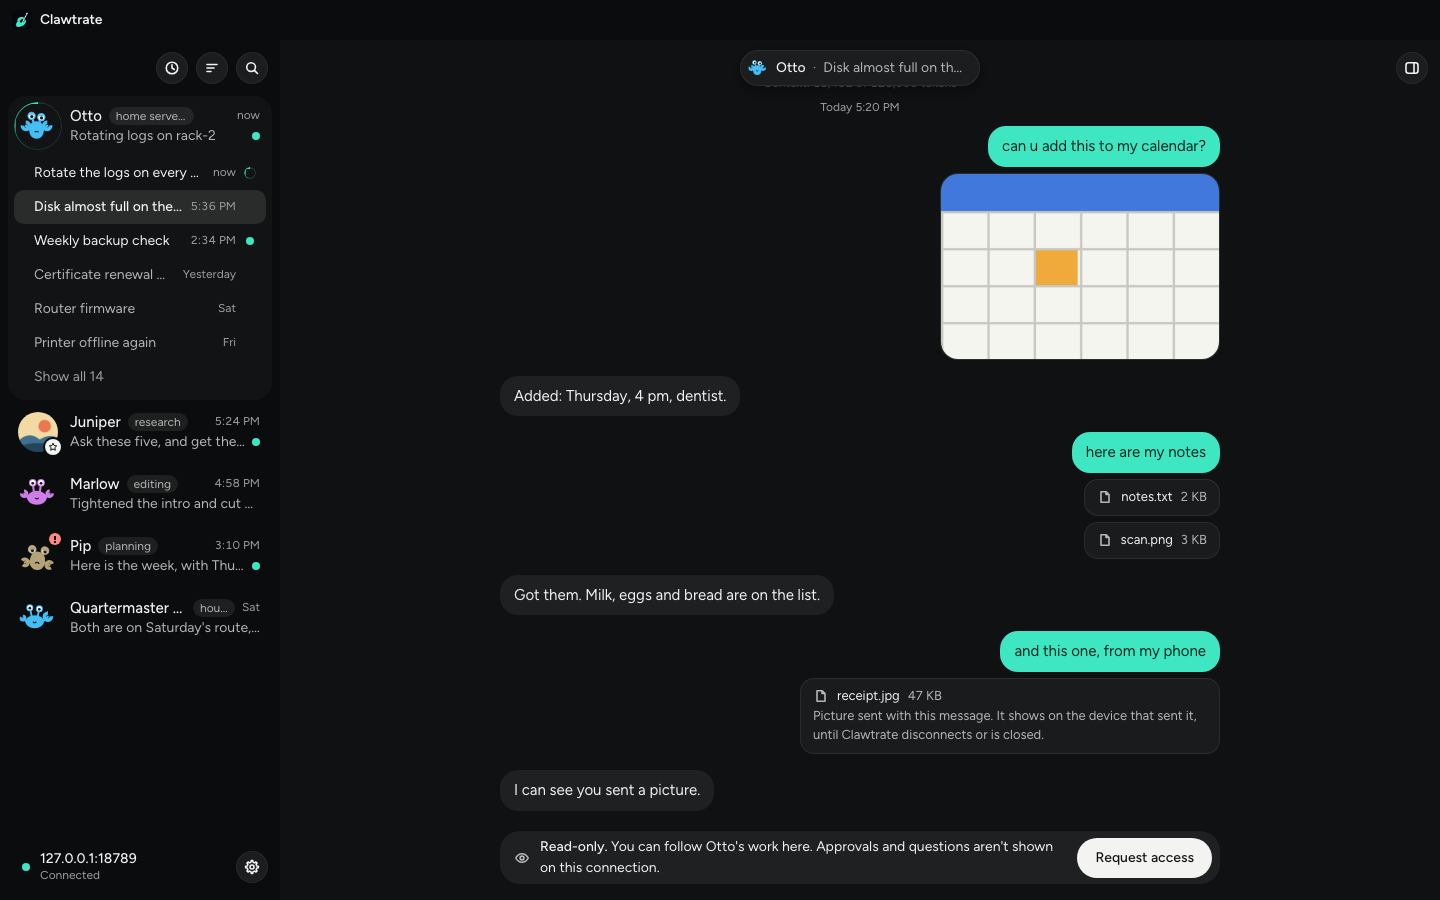 Clawtrate
Otto home serve... now
Rotating logs on rack-2
Rotate the logs on every ... now
Disk almost full on the... 5:36 PM
Weekly backup check 2:34 PM
Certificate renewal ... Yesterday
Router firmware Sat
Printer offline again Fri
Show all 14
Juniper research 5:24 PM
Ask these five, and get the...
Marlow editing 4:58 PM
Tightened the intro and cut ...
Pip planning 3:10 PM
Here is the week, with Thu...
Quartermaster ... hou... Sat
Both are on Saturday's route,...
127.0.0.1:18789
Connected
Otto · Disk almost full on th...
Today 5:20 PM
can u add this to my calendar?
Added: Thursday, 4 pm, dentist.
here are my notes
notes.txt 2 KB
scan.png 3 KB
Got them. Milk, eggs and bread are on the list.
and this one, from my phone
receipt.jpg 47 KB
Picture sent with this message. It shows on the device that sent it,
until Clawtrate disconnects or is closed.
I can see you sent a picture.
Read-only. You can follow Otto's work here. Approvals and questions aren't shown
on this connection.
Request access